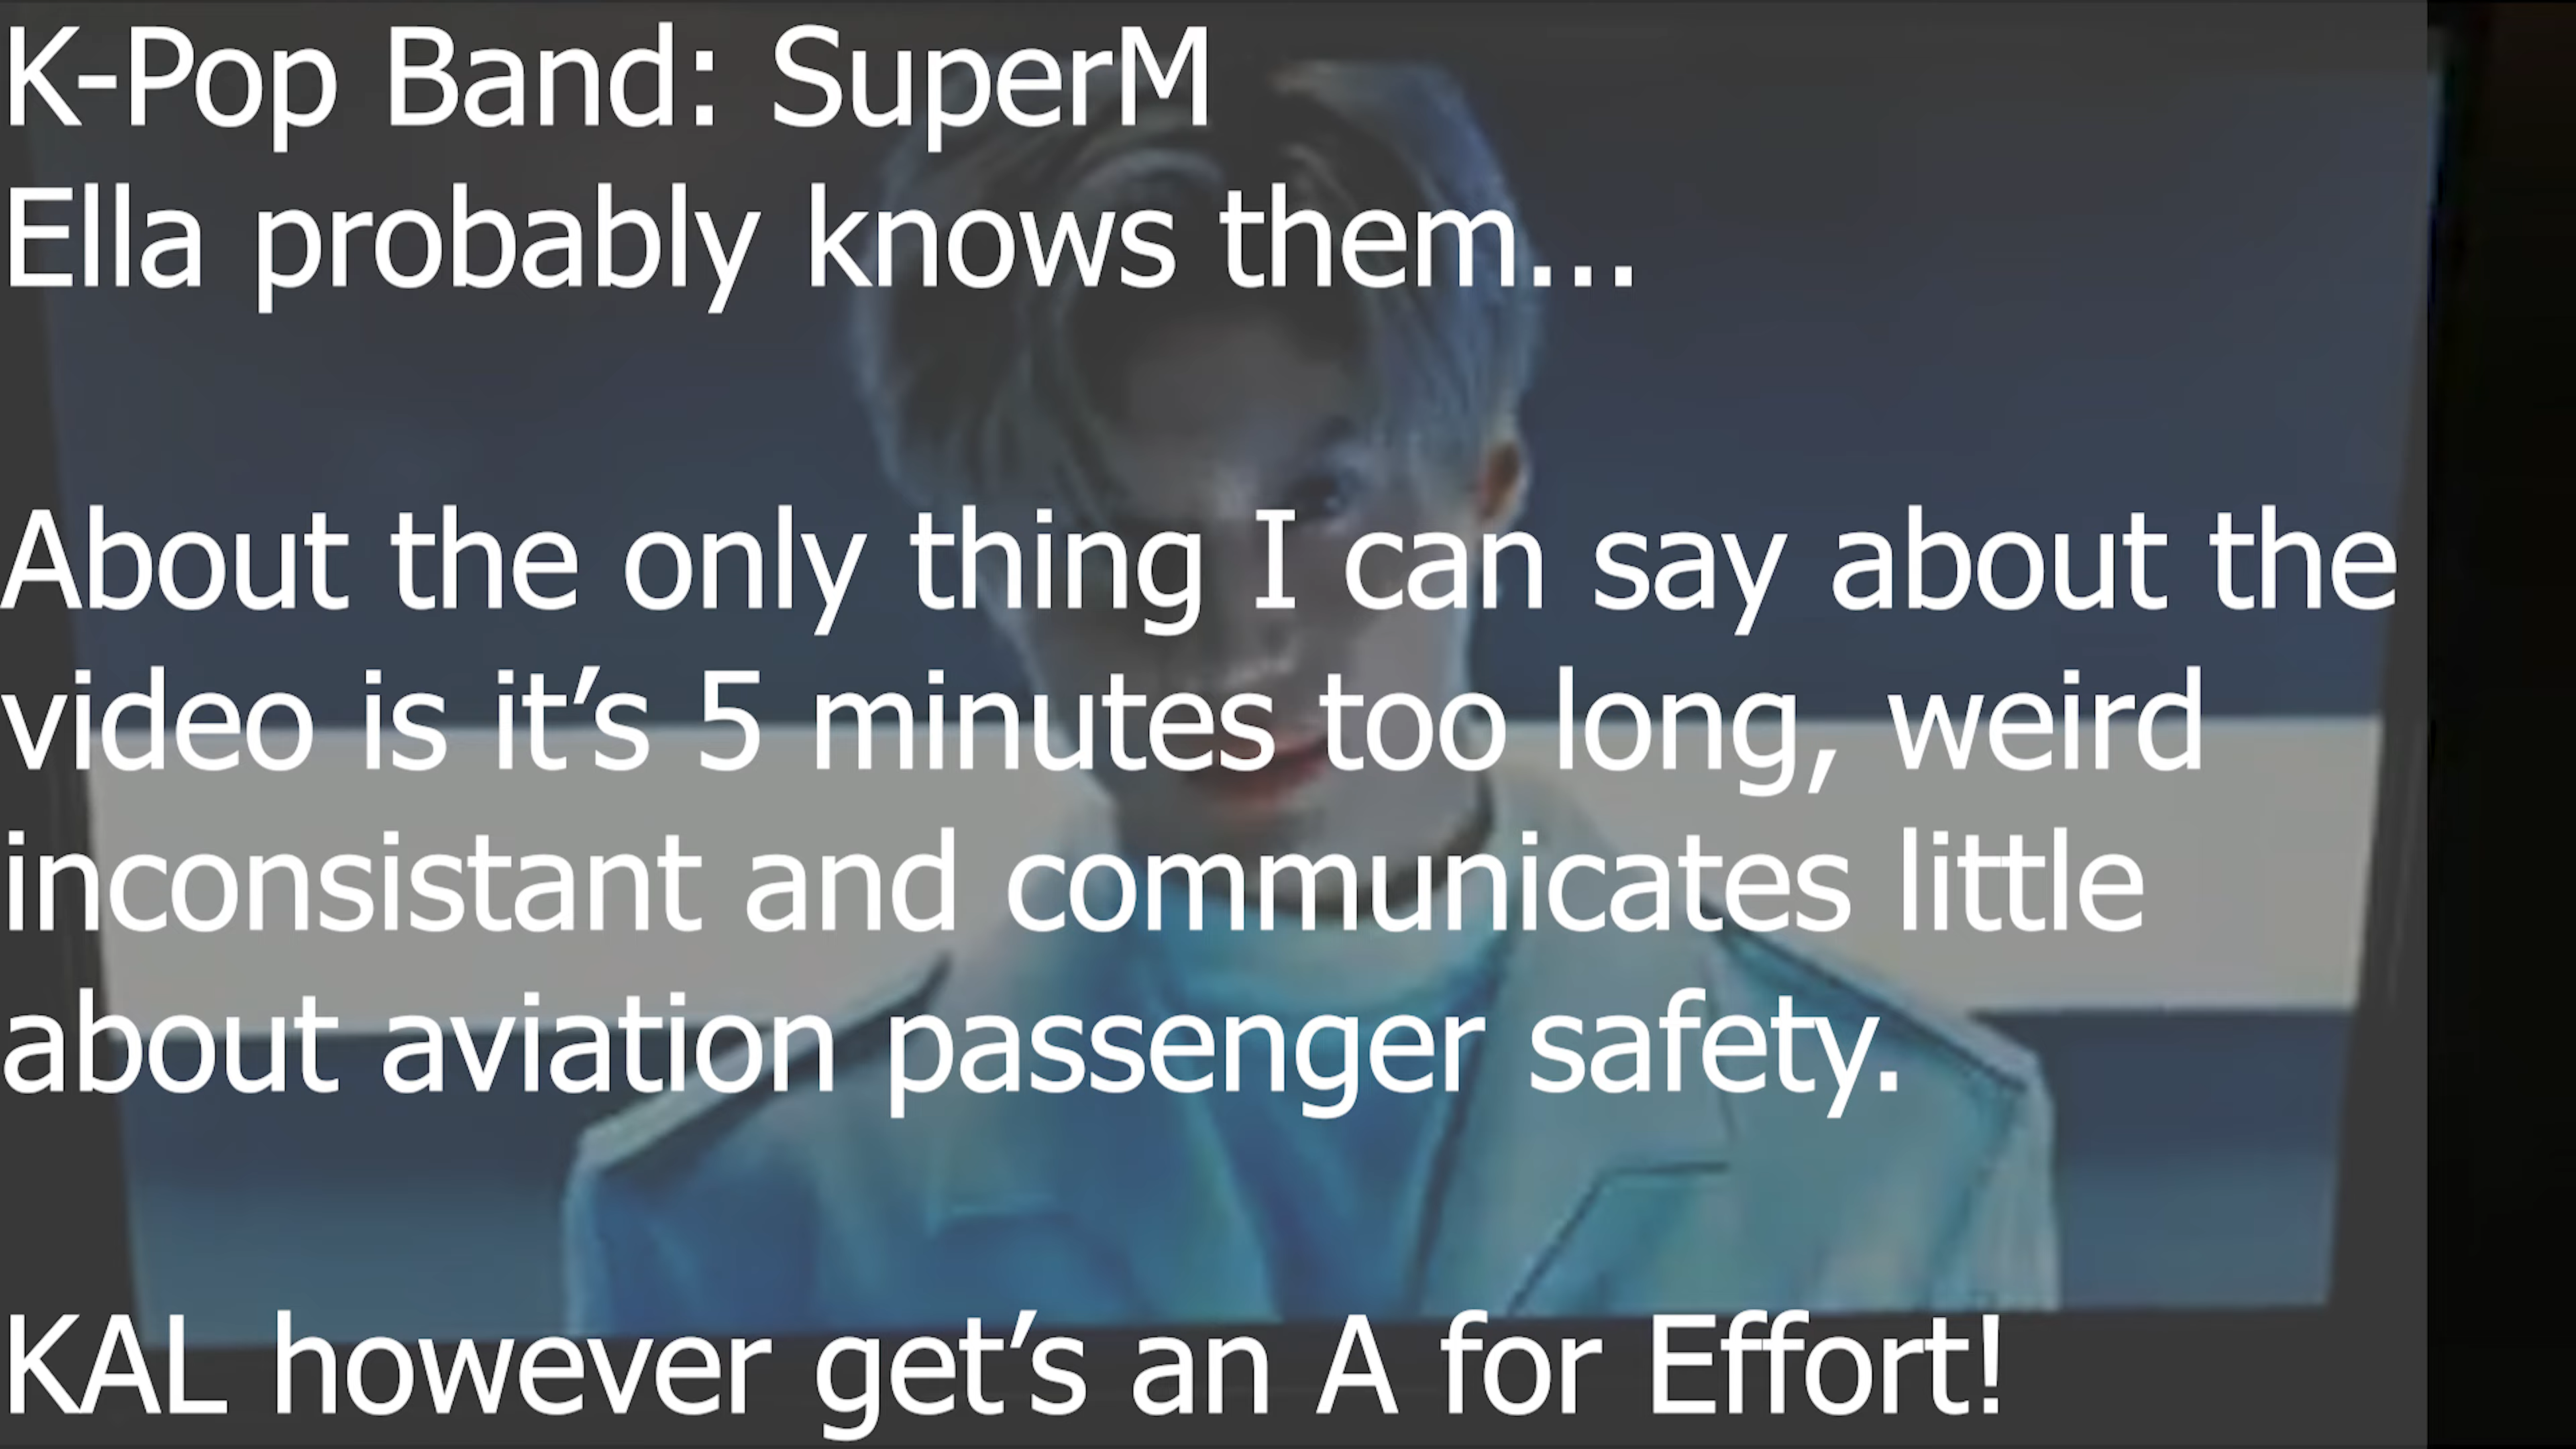 K-Pop Band: SuperM
Ella probably knows them...
About the only thing I can say about the
video is it’s 5 minutes too long, weird
inconsistant and communicates little
about aviation passenger safety.
KAL however get’s an A for Effort!